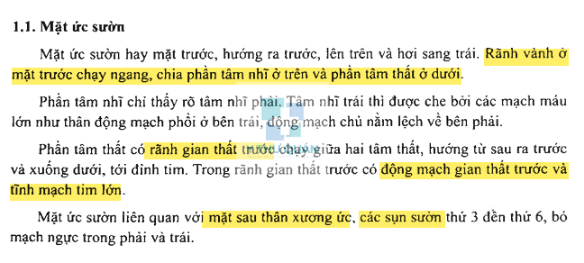 1.1. Mặt ức sườn
Mặt ức sườn hay mặt trước, hướng ra trước, lên trên và hơi sang trái. Rãnh vành ở
mặt trước chạy ngang, chia phần tâm nhĩ ở trên và phần tâm thất ở dưới.
Phần tâm nhĩ chỉ thấy rõ tâm nhĩ phải. Tâm nhĩ trái thì được che bởi các mạch máu
lớn như thân động mạch phổi ở bên trái, động mạch chủ nằm lệch về bên phải.
Phần tâm thất có rãnh gian thất trước chạy giữa hai tâm thất, hướng từ sau ra trước
và xuống dưới, tới đỉnh tim. Trong rãnh gian thất trước có động mạch gian thất trước và
tĩnh mạch tim lớn.
Mặt ức sườn liên quan với mặt sau thân xương ức, các sụn sườn thứ 3 đến thứ 6, bó
mạch ngực trong phải và trái.